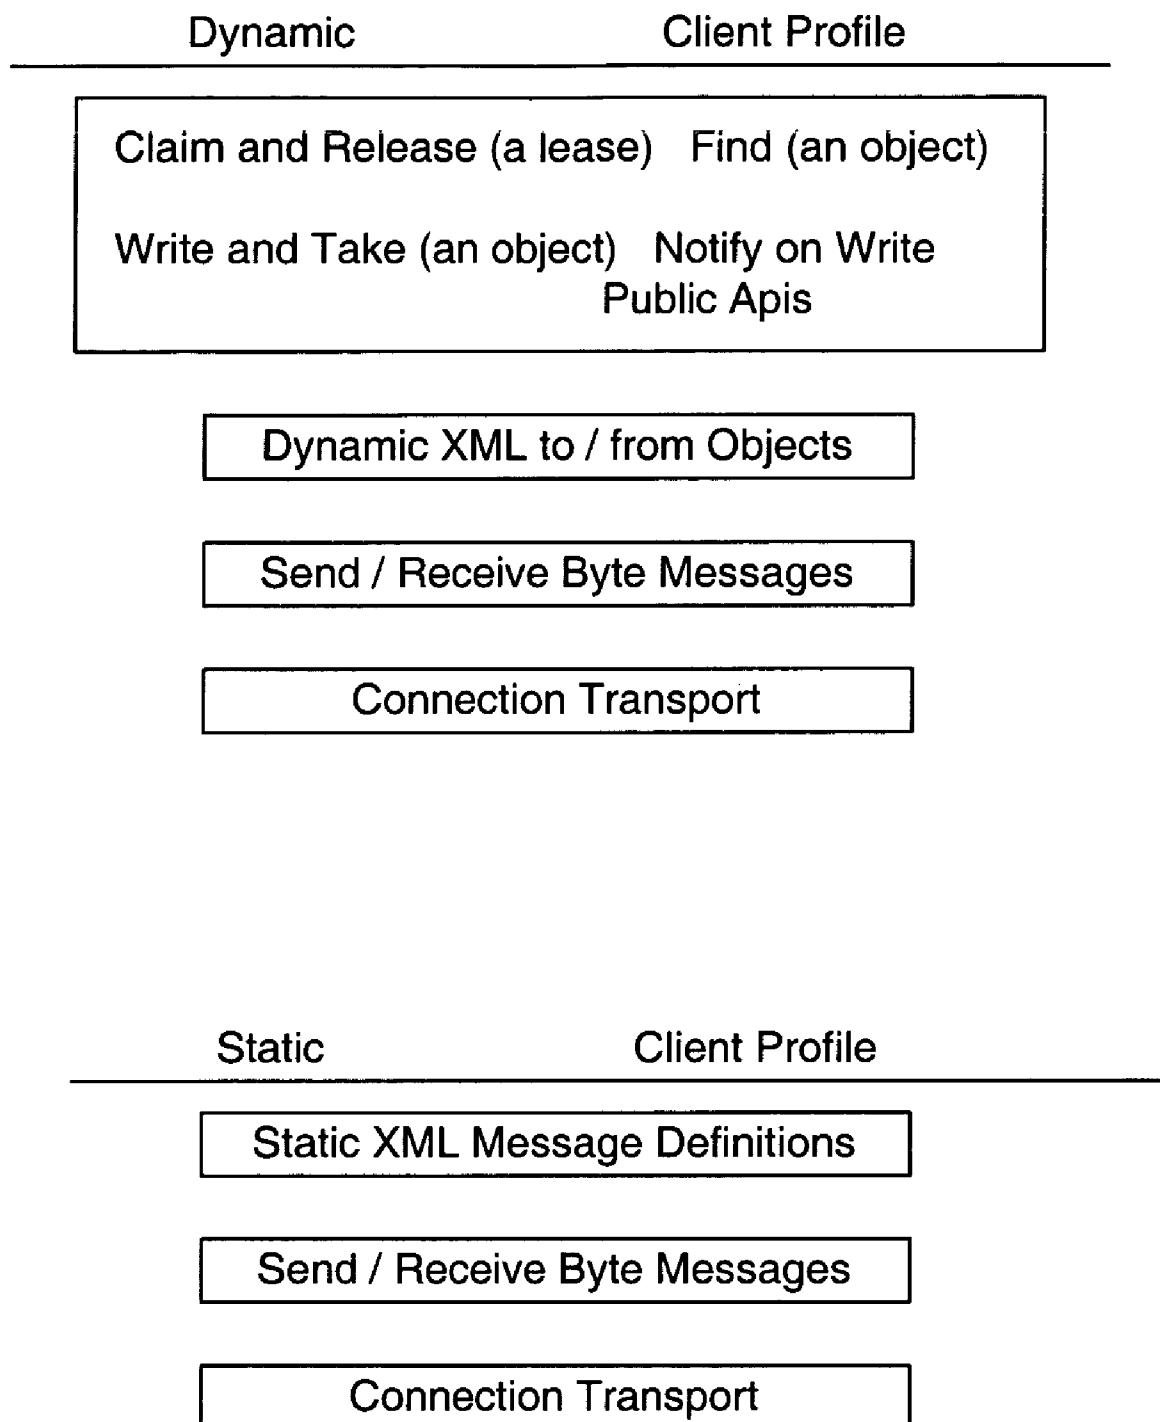 Dynamic Client Profile
Claim and Release (a lease) Find (an object)
Write and Take (an object) Notify on Write
Public Apis
Dynamic XML to / from Objects
Send / Receive Byte Messages
Connection Transport
Static Client Profile
Static XML Message Definitions
Send / Receive Byte Messages
Connection Transport